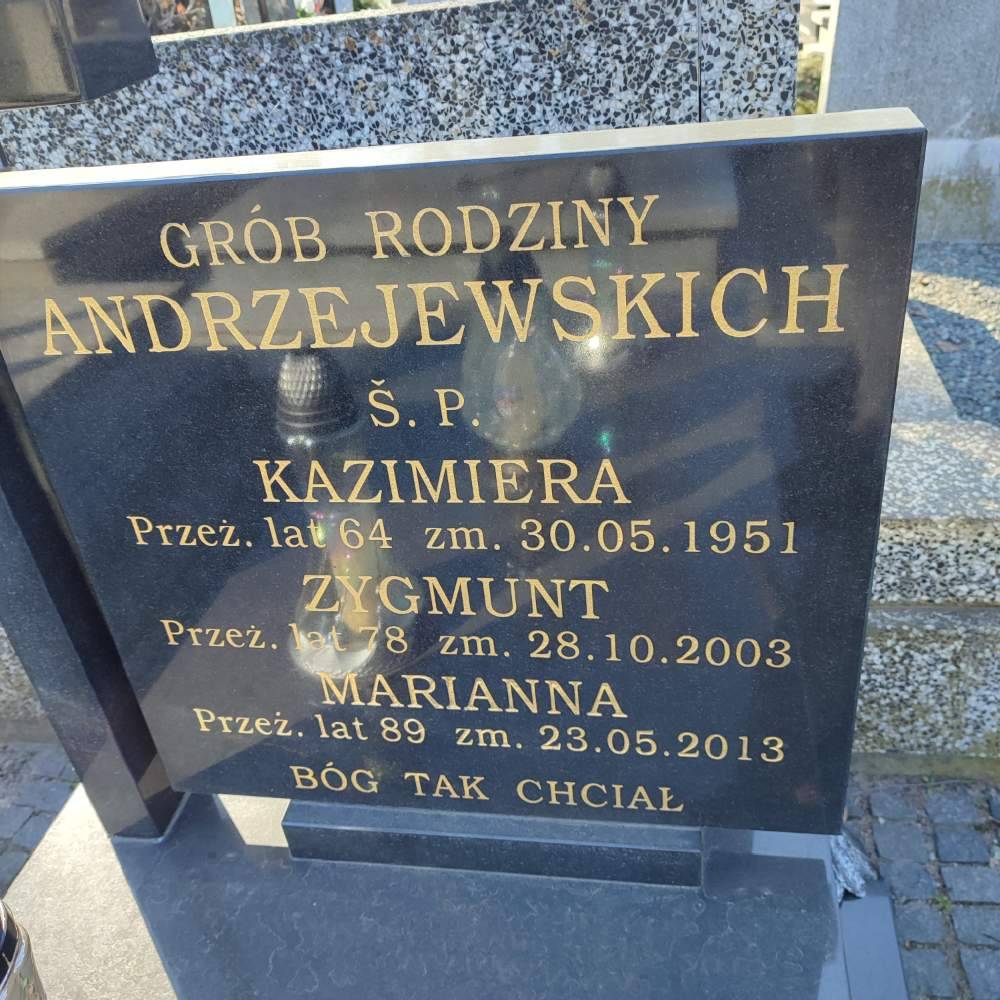 GRÓB RODZINY
ANDRZEJEWSKICH
Š. P.
KAZIMIERA
Przeż. lat 64 zm. 30.05.1951
ZYGMUNT
Przeż. lat 78 zm. 28.10.2003
MARIANNA
Przeż. lat 89 zm. 23.05.2013
BÓG TAK CHCIAŁ